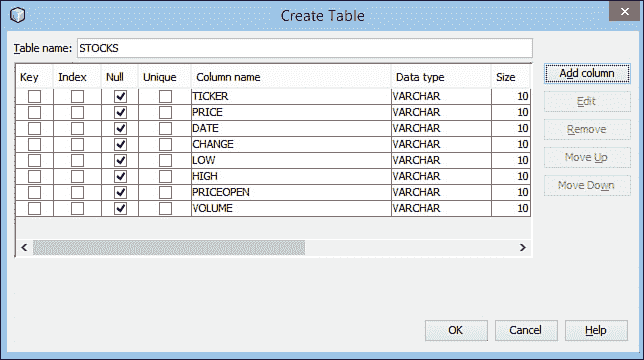 Create Table
Table name: STOCKS
Key Index Null Unique Column name Data type Size
TICKER VARCHAR 10
PRICE VARCHAR 10
DATE VARCHAR 10
CHANGE VARCHAR 10
LOW VARCHAR 10
HIGH VARCHAR 10
PRICEOPEN VARCHAR 10
VOLUME VARCHAR 10
Add column
Edit
Remove
Move Up
Move Down
OK Cancel Help